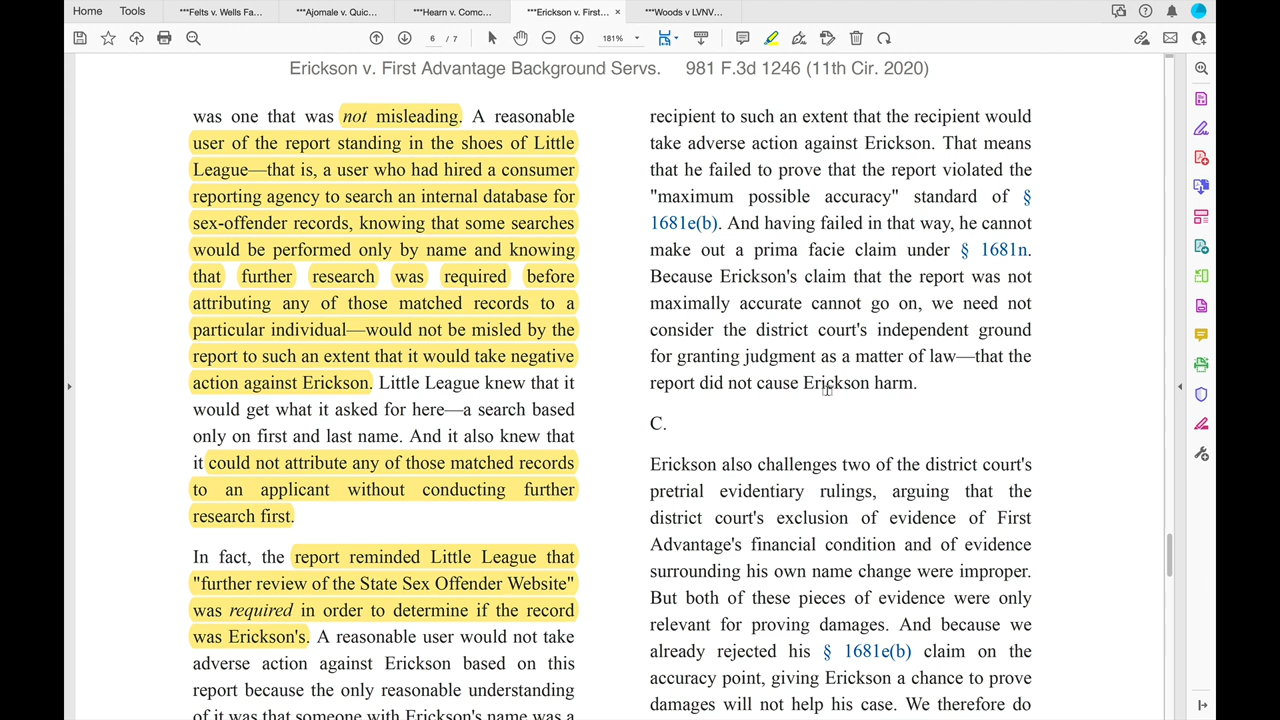 Home
Tools
***Felts v. Wells Fa...
***Ajomale v. Quic...
***Hearn v. Comc...
***Erickson v. First... ×
***Woods v LVNV...
6 / 7
181%
Erickson v. First Advantage Background Servs. 981 F.3d 1246 (11th Cir. 2020)
was one that was not misleading. A reasonable
user of the report standing in the shoes of Little
League—that is, a user who had hired a consumer
reporting agency to search an internal database for
sex-offender records, knowing that some searches
would be performed only by name and knowing
that further research was required before
attributing any of those matched records to a
particular individual—would not be misled by the
report to such an extent that it would take negative
action against Erickson. Little League knew that it
would get what it asked for here—a search based
only on first and last name. And it also knew that
it could not attribute any of those matched records
to an applicant without conducting further
research first.
In fact, the report reminded Little League that
"further review of the State Sex Offender Website"
was required in order to determine if the record
was Erickson's. A reasonable user would not take
adverse action against Erickson based on this
report because the only reasonable understanding
of it was that someone with Erickson's name was a
recipient to such an extent that the recipient would
take adverse action against Erickson. That means
that he failed to prove that the report violated the
"maximum possible accuracy" standard of §
1681e(b). And having failed in that way, he cannot
make out a prima facie claim under § 1681n.
Because Erickson's claim that the report was not
maximally accurate cannot go on, we need not
consider the district court's independent ground
for granting judgment as a matter of law—that the
report did not cause Erickson harm.
C.
Erickson also challenges two of the district court's
pretrial evidentiary rulings, arguing that the
district court's exclusion of evidence of First
Advantage's financial condition and of evidence
surrounding his own name change were improper.
But both of these pieces of evidence were only
relevant for proving damages. And because we
already rejected his § 1681e(b) claim on the
accuracy point, giving Erickson a chance to prove
damages will not help his case. We therefore do